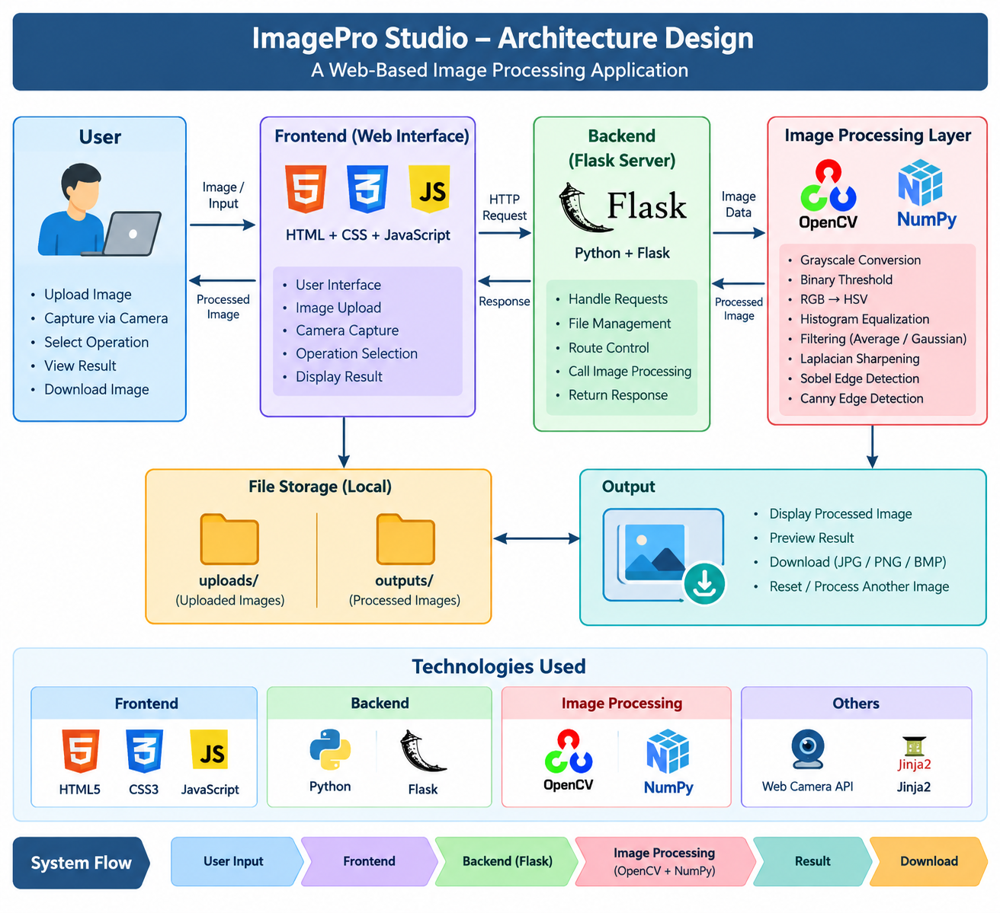 ImagePro Studio – Architecture Design
A Web-Based Image Processing Application
User
• Upload Image
• Capture via Camera
• Select Operation
• View Result
• Download Image
Image /
Input
Processed
Image
Frontend (Web Interface)
5
3
JS
HTML + CSS + JavaScript
• User Interface
• Image Upload
• Camera Capture
• Operation Selection
• Display Result
HTTP
Request
Response
Backend
(Flask Server)
Flask
Python + Flask
• Handle Requests
• File Management
• Route Control
• Call Image Processing
• Return Response
Image
Data
Processed
Image
Image Processing Layer
OpenCV
N
NumPy
• Grayscale Conversion
• Binary Threshold
• RGB → HSV
• Histogram Equalization
• Filtering (Average / Gaussian)
• Laplacian Sharpening
• Sobel Edge Detection
• Canny Edge Detection
File Storage (Local)
uploads/
(Uploaded Images)
outputs/
(Processed Images)
Output
• Display Processed Image
• Preview Result
• Download (JPG / PNG / BMP)
• Reset / Process Another Image
Technologies Used
Frontend
5
3
JS
HTML5
CSS3
JavaScript
Backend
Python
Flask
Image Processing
OpenCV
N
NumPy
Others
Web Camera API
Jinja2
Jinja2
System Flow
User Input
Frontend
Backend (Flask)
Image Processing
(OpenCV + NumPy)
Result
Download